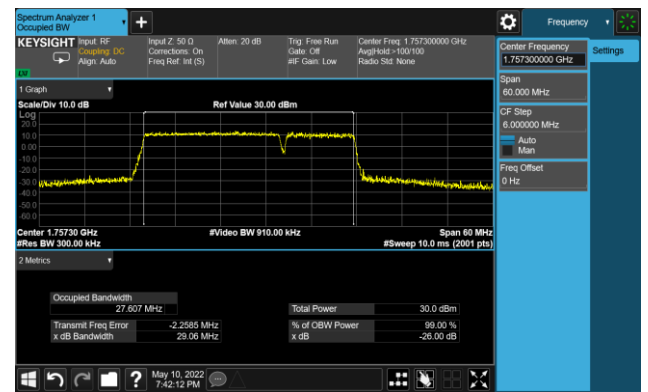 Spectrum Analyzer 1
Occupied BW
Frequency
KEYSIGHT
Input: RF
Coupling: DC
Align: Auto
Input Z: 50 Ω
Corrections: On
Freq Ref: Int (S)
Atten: 20 dB
Trig: Free Run
Gate: Off
#IF Gain: Low
Center Freq: 1.757300000 GHz
Avg|Hold:>100/100
Radio Std: None
LW
Center Frequency
1.757300000 GHz
Settings
Span
60.000 MHz
CF Step
6.000000 MHz
Auto
Man
Freq Offset
0 Hz
1 Graph
Scale/Div 10.0 dB
Ref Value 30.00 dBm
Log
20.0
10.0
0.00
-10.0
-20.0
-30.0
-40.0
-50.0
-60.0
Center 1.75730 GHz
#Video BW 910.00 kHz
Span 60 MHz
#Res BW 300.00 kHz
#Sweep 10.0 ms (2001 pts)
2 Metrics
Occupied Bandwidth
27.607 MHz
Total Power
30.0 dBm
Transmit Freq Error
-2.2585 MHz
% of OBW Power
99.00 %
x dB Bandwidth
29.06 MHz
x dB
-26.00 dB
?
May 10, 2022
7:42:12 PM